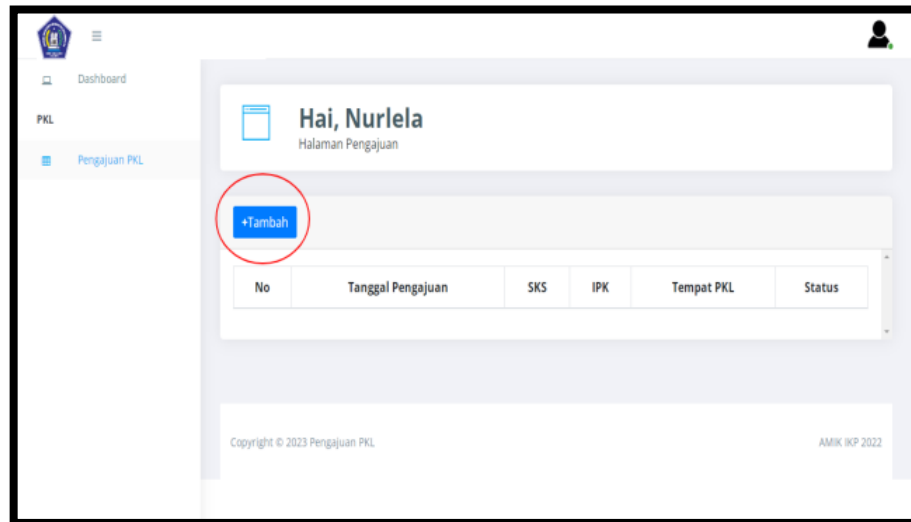 Dashboard
PKL
Pengajuan PKL
Hai, Nurlela
Halaman Pengajuan
+Tambah
No Tanggal Pengajuan SKS IPK Tempat PKL Status
Copyright © 2023 Pengajuan PKL. AMIK IKP 2022